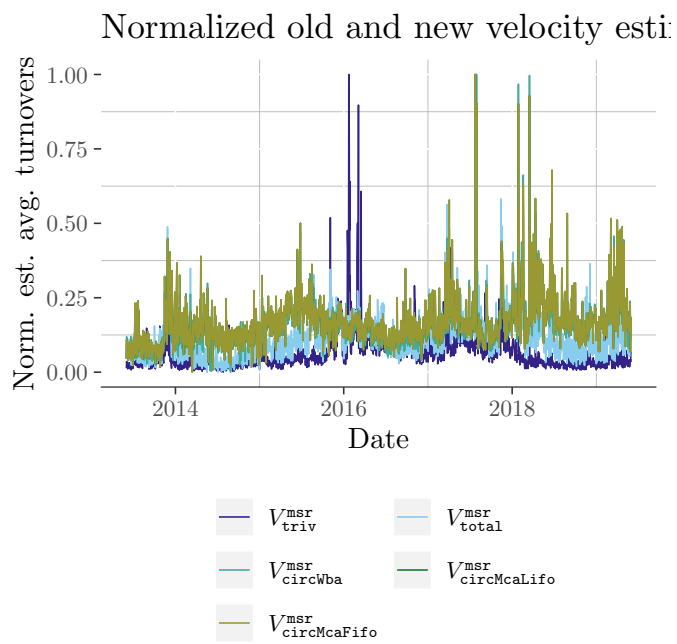 Normalized old and new velocity esti
Norm. est. avg. turnovers
1.00
0.75
0.50
0.25
0.00
2014 2016 2018
Date
V^msr_triv V^msr_total
V^msr_circWba V^msr_circMcaLifo
V^msr_circMcaFifo